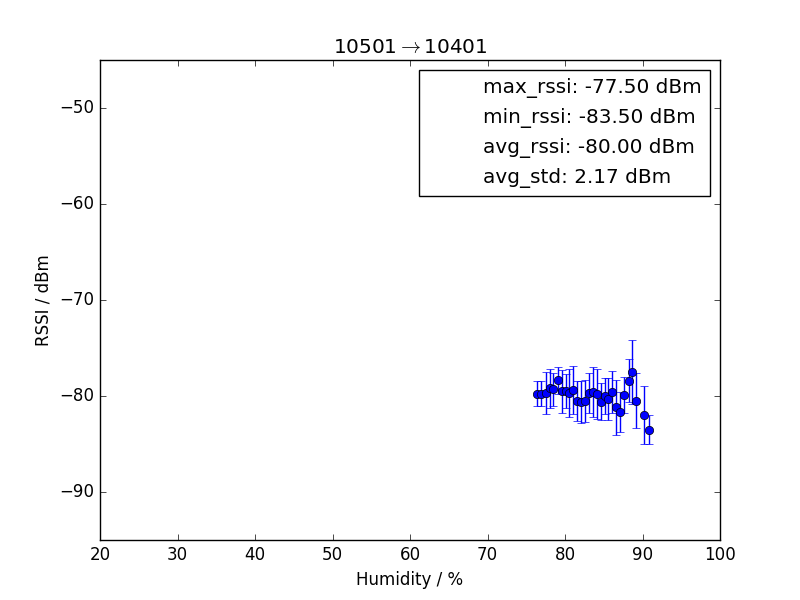 10501→10401
max_rssi: -77.50 dBm
min_rssi: -83.50 dBm
avg_rssi: -80.00 dBm
avg_std: 2.17 dBm
−50
−60
−70
−80
−90
RSSI / dBm
20 30 40 50 60 70 80 90 100
Humidity / %